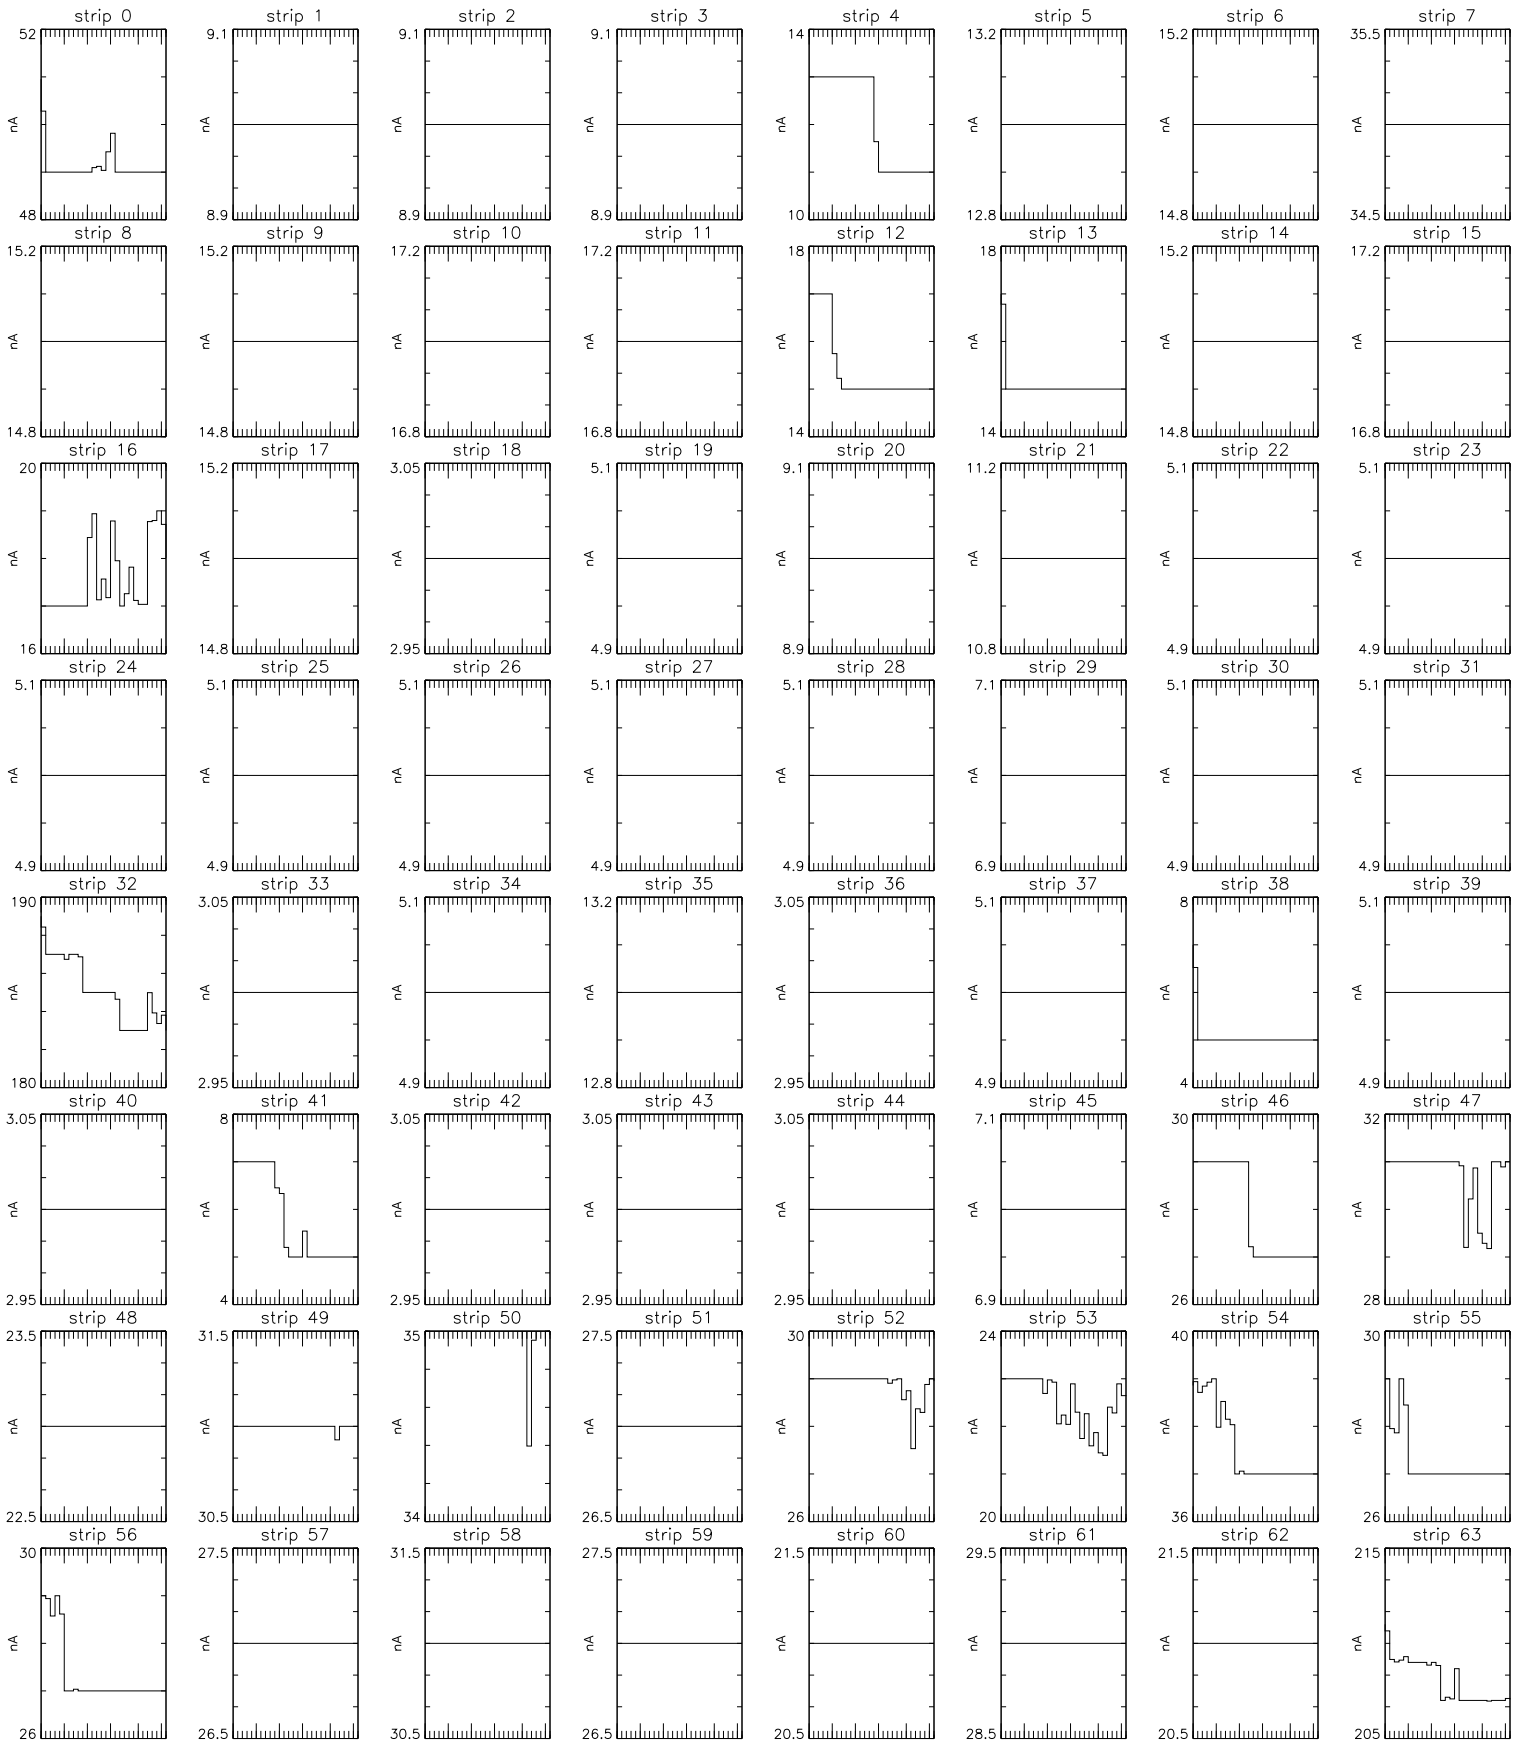 strip 0 strip 1 strip 2 strip 3 strip 4 strip 5 strip 6 strip 7
52 9.1 9.1 9.1 14 13.2 15.2 35.5
nA nA nA nA nA nA nA nA
48 8.9 8.9 8.9 10 12.8 14.8 34.5
strip 8 strip 9 strip 10 strip 11 strip 12 strip 13 strip 14 strip 15
15.2 15.2 17.2 17.2 18 18 15.2 17.2
nA nA nA nA nA nA nA nA
14.8 14.8 16.8 16.8 14 14 14.8 16.8
strip 16 strip 17 strip 18 strip 19 strip 20 strip 21 strip 22 strip 23
20 15.2 3.05 5.1 9.1 11.2 5.1 5.1
nA nA nA nA nA nA nA nA
16 14.8 2.95 4.9 8.9 10.8 4.9 4.9
strip 24 strip 25 strip 26 strip 27 strip 28 strip 29 strip 30 strip 31
5.1 5.1 5.1 5.1 5.1 7.1 5.1 5.1
nA nA nA nA nA nA nA nA
4.9 4.9 4.9 4.9 4.9 6.9 4.9 4.9
strip 32 strip 33 strip 34 strip 35 strip 36 strip 37 strip 38 strip 39
190 3.05 5.1 13.2 3.05 5.1 8 5.1
nA nA nA nA nA nA nA nA
180 2.95 4.9 12.8 2.95 4.9 4 4.9
strip 40 strip 41 strip 42 strip 43 strip 44 strip 45 strip 46 strip 47
3.05 8 3.05 3.05 3.05 7.1 30 32
nA nA nA nA nA nA nA nA
2.95 4 2.95 2.95 2.95 6.9 26 28
strip 48 strip 49 strip 50 strip 51 strip 52 strip 53 strip 54 strip 55
23.5 31.5 35 27.5 30 24 40 30
nA nA nA nA nA nA nA nA
22.5 30.5 34 26.5 26 20 36 26
strip 56 strip 57 strip 58 strip 59 strip 60 strip 61 strip 62 strip 63
30 27.5 31.5 27.5 21.5 29.5 21.5 215
nA nA nA nA nA nA nA nA
26 26.5 30.5 26.5 20.5 28.5 20.5 205